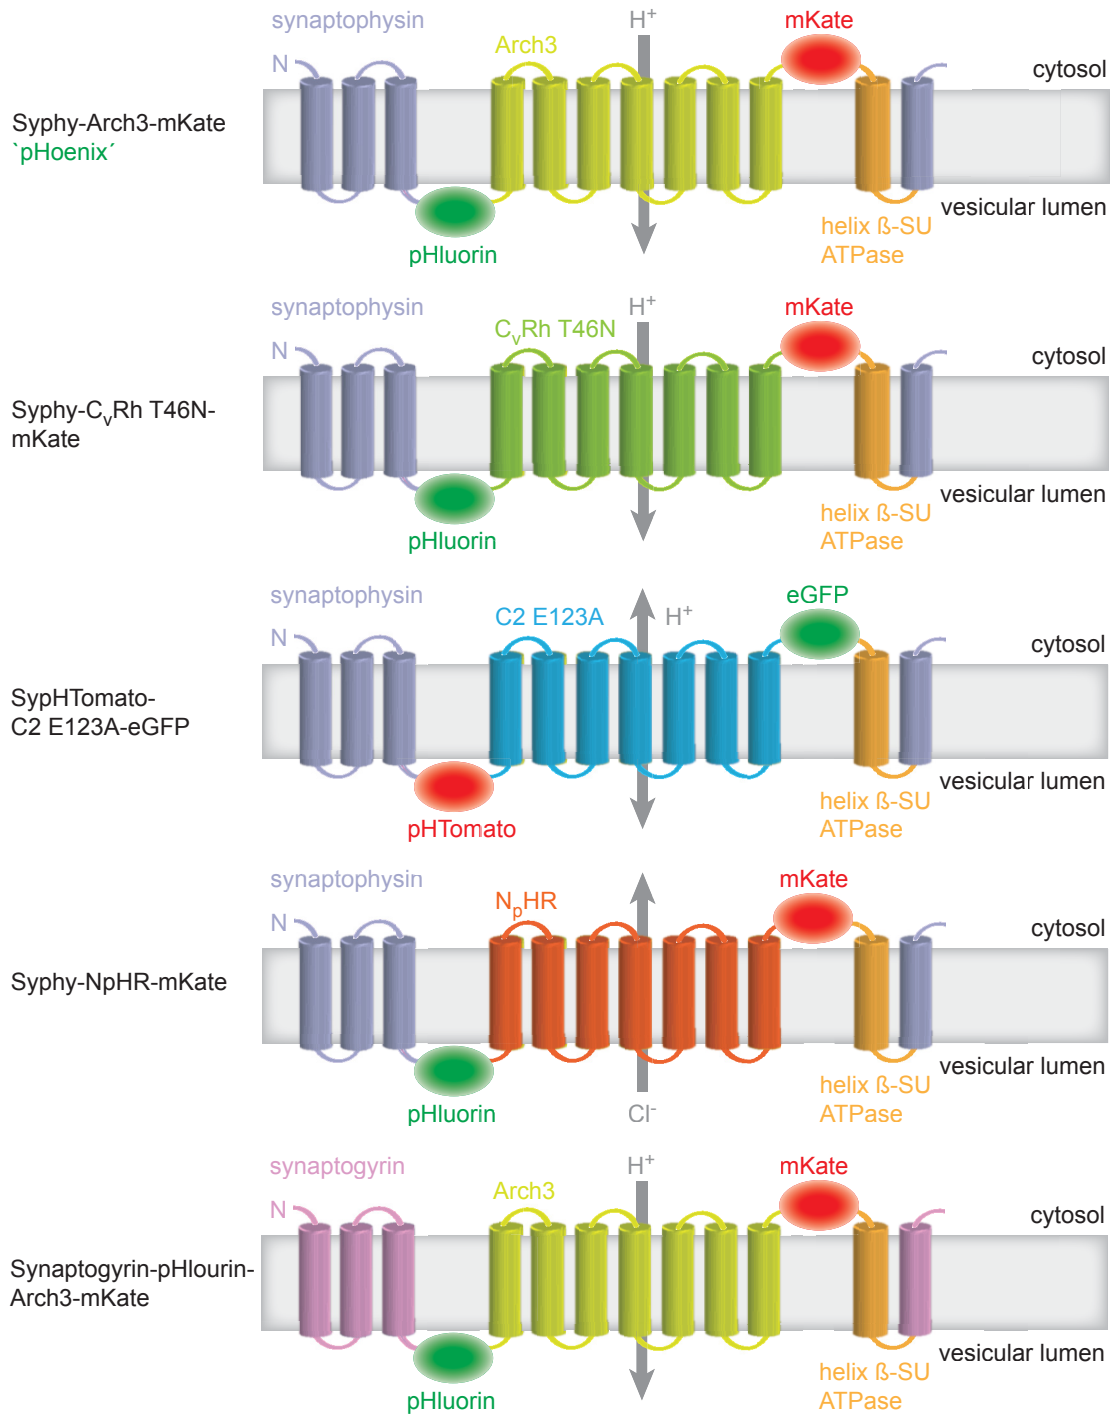 synaptophysin
H+
mKate
Arch3
N
cytosol
Syphy-Arch3-mKate
`pHoenix´
vesicular lumen
pHluorin
helix ß-SU
ATPase
synaptophysin
H+
mKate
CvRh T46N
N
cytosol
Syphy-CvRh T46N-
mKate
vesicular lumen
pHluorin
helix ß-SU
ATPase
synaptophysin
eGFP
C2 E123A
H+
N
cytosol
SypHTomato-
C2 E123A-eGFP
vesicular lumen
pHTomato
helix ß-SU
ATPase
synaptophysin
mKate
NpHR
N
cytosol
Syphy-NpHR-mKate
vesicular lumen
pHluorin
Cl-
helix ß-SU
ATPase
synaptogyrin
H+
mKate
Arch3
N
cytosol
Synaptogyrin-pHlourin-
Arch3-mKate
vesicular lumen
pHluorin
helix ß-SU
ATPase